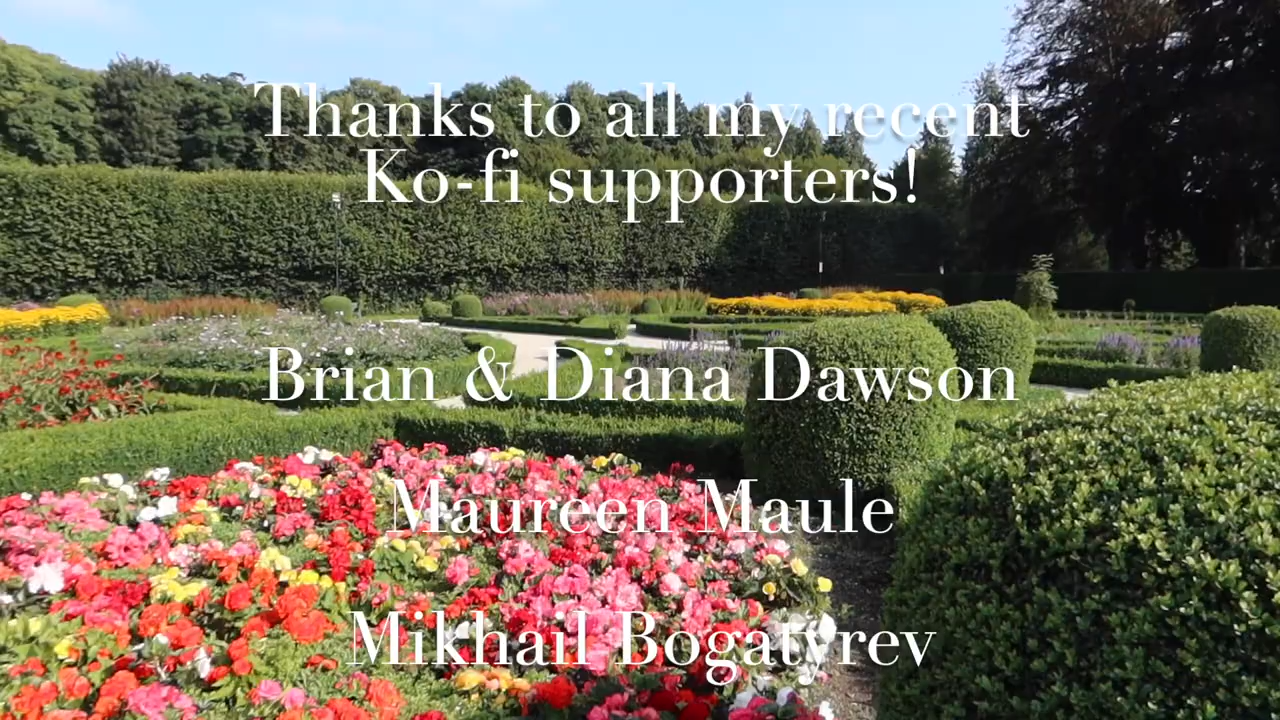 Thanks to all my recent
Ko-fi supporters!
Brian & Diana Dawson
Maureen Maule
Mikhail Bogatyrev